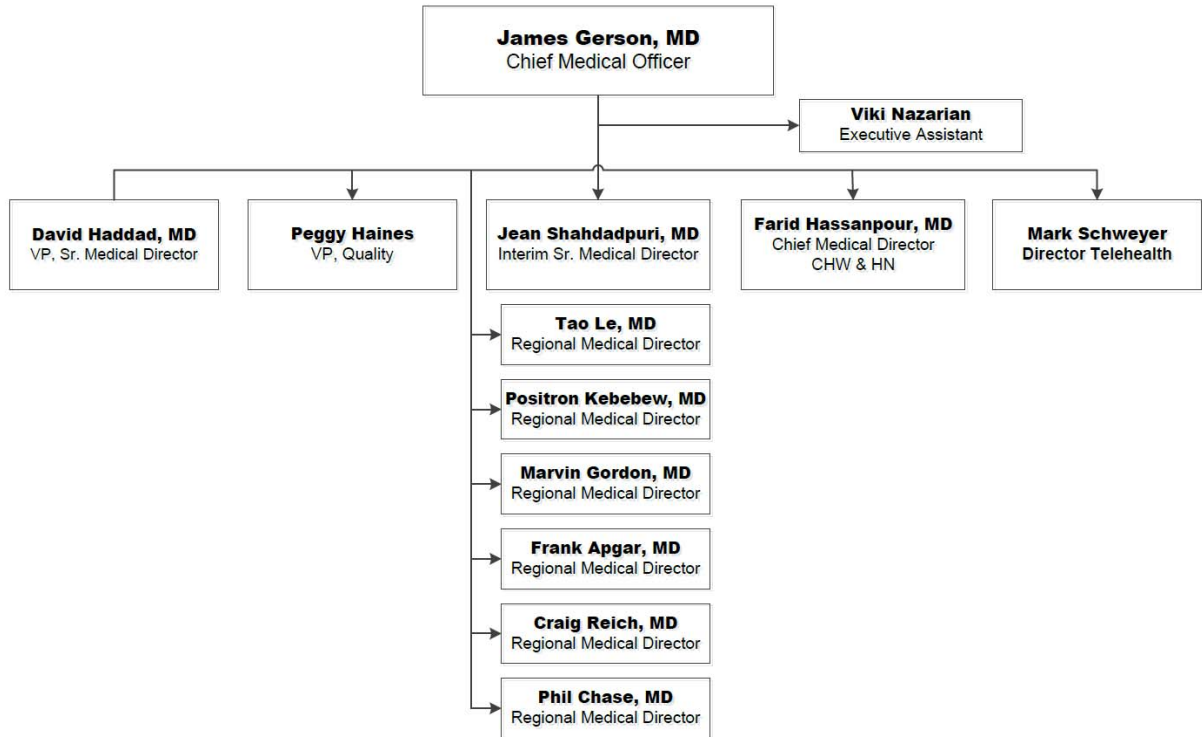 James Gerson, MD
Chief Medical Officer
Viki Nazarian
Executive Assistant
David Haddad, MD
VP, Sr. Medical Director
Peggy Haines
VP, Quality
Jean Shahdadpuri, MD
Interim Sr. Medical Director
Farid Hassanpour, MD
Chief Medical Director
CHW & HN
Mark Schweyer
Director Telehealth
Tao Le, MD
Regional Medical Director
Positron Kebebew, MD
Regional Medical Director
Marvin Gordon, MD
Regional Medical Director
Frank Apgar, MD
Regional Medical Director
Craig Reich, MD
Regional Medical Director
Phil Chase, MD
Regional Medical Director